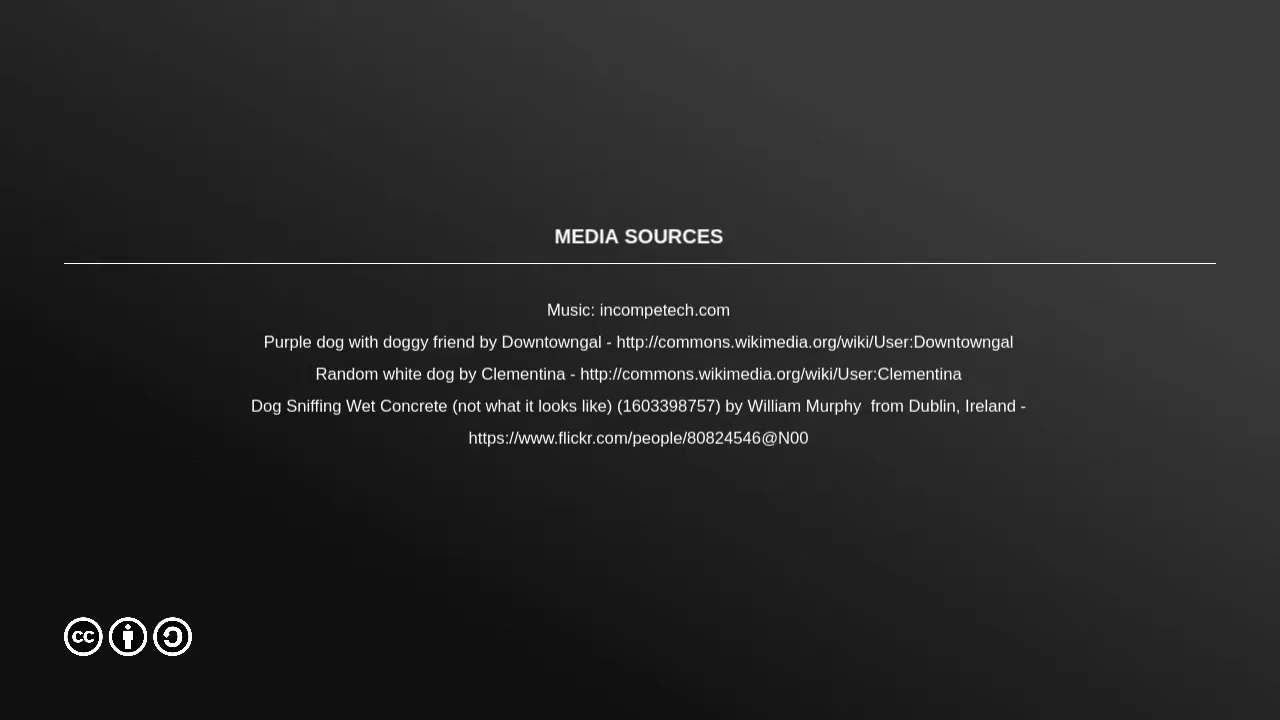 MEDIA SOURCES
Music: incompetech.com
Purple dog with doggy friend by Downtowngal - http://commons.wikimedia.org/wiki/User:Downtowngal
Random white dog by Clementina - http://commons.wikimedia.org/wiki/User:Clementina
Dog Sniffing Wet Concrete (not what it looks like) (1603398757) by William Murphy  from Dublin, Ireland -
https://www.flickr.com/people/80824546@N00
cc